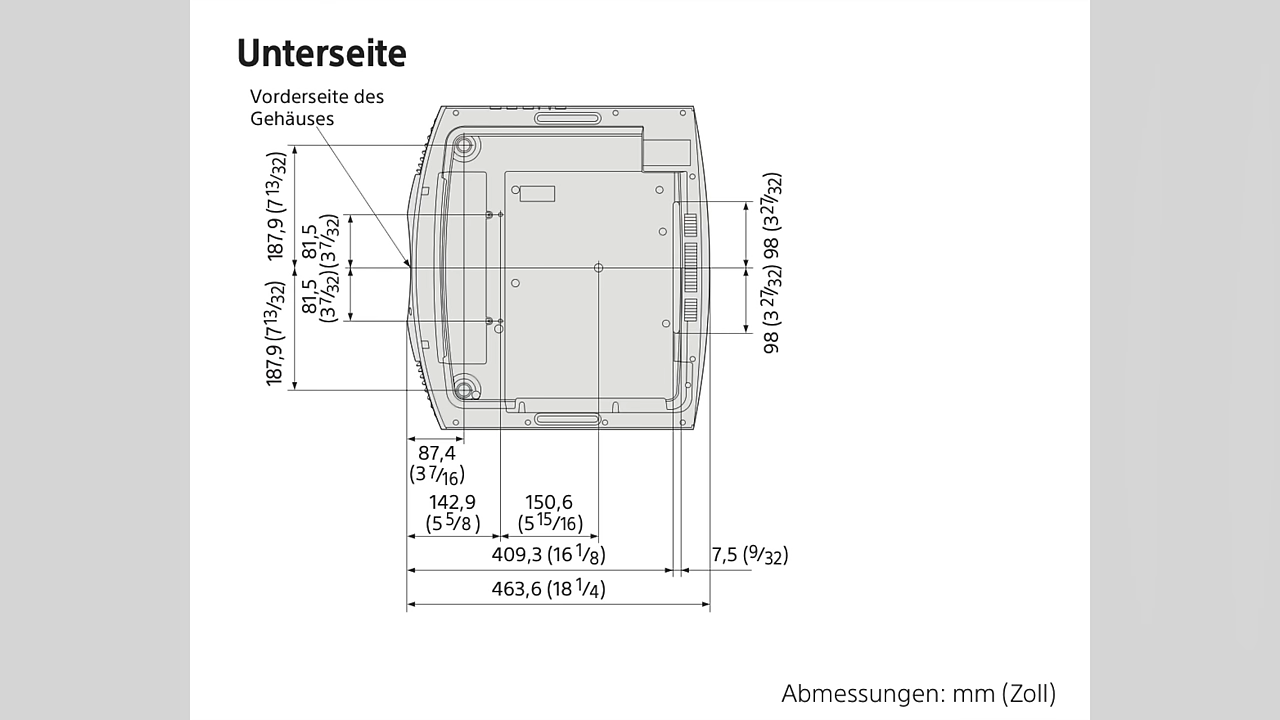 Unterseite
Vorderseite des
Gehäuses
187,9 (7 13/32)
81,5
(3 7/32)
98 (3 27/32)
187,9 (7 13/32)
81,5
(3 7/32)
98 (3 27/32)
87,4
(3 7/16)
142,9
(5 5/8)
150,6
(5 15/16)
409,3 (16 1/8)
7,5 (9/32)
463,6 (18 1/4)
Abmessungen: mm (Zoll)